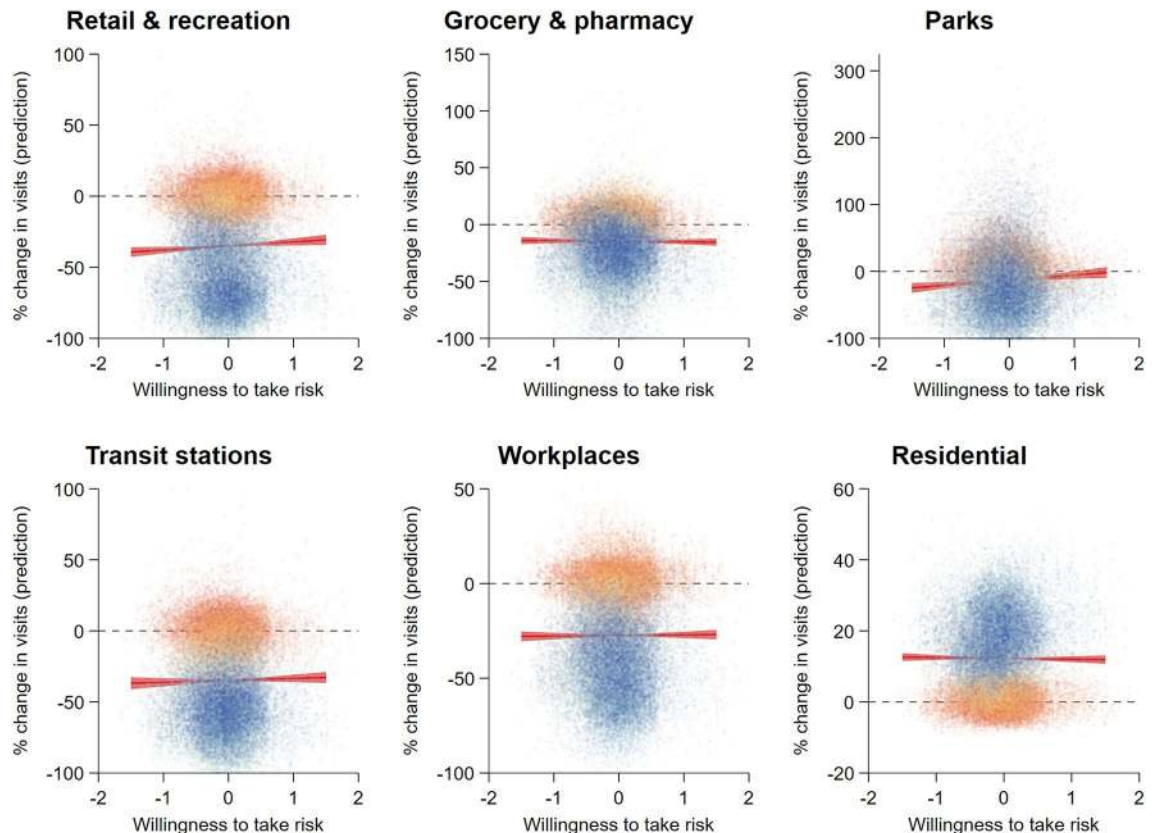 Retail & recreation
% change in visits (prediction)
100
50
0
-50
-100
-2 -1 0 1 2
Willingness to take risk
Grocery & pharmacy
% change in visits (prediction)
150
100
50
0
-50
-100
-2 -1 0 1 2
Willingness to take risk
Parks
% change in visits (prediction)
300
200
100
0
-100
-2 -1 0 1 2
Willingness to take risk
Transit stations
% change in visits (prediction)
100
50
0
-50
-100
-2 -1 0 1 2
Willingness to take risk
Workplaces
% change in visits (prediction)
50
0
-50
-100
-2 -1 0 1 2
Willingness to take risk
Residential
% change in visits (prediction)
60
40
20
0
-20
-2 -1 0 1 2
Willingness to take risk